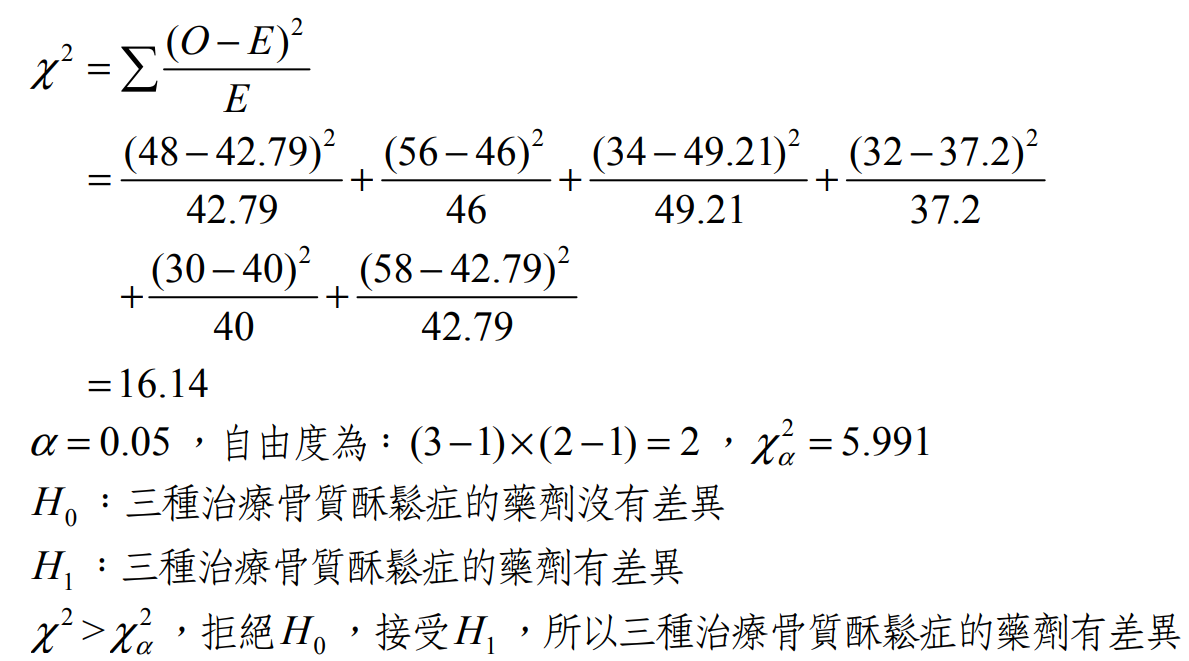 χ² = ∑ (O − E)² / E
= (48 − 42.79)² / 42.79 + (56 − 46)² / 46 + (34 − 49.21)² / 49.21 + (32 − 37.2)² / 37.2
+ (30 − 40)² / 40 + (58 − 42.79)² / 42.79
= 16.14
α = 0.05，自由度為：(3 − 1) × (2 − 1) = 2，χ²_α = 5.991
H₀：三種治療骨質酥鬆症的藥劑沒有差異
H₁：三種治療骨質酥鬆症的藥劑有差異
χ² > χ²_α，拒絕H₀，接受H₁，所以三種治療骨質酥鬆症的藥劑有差異